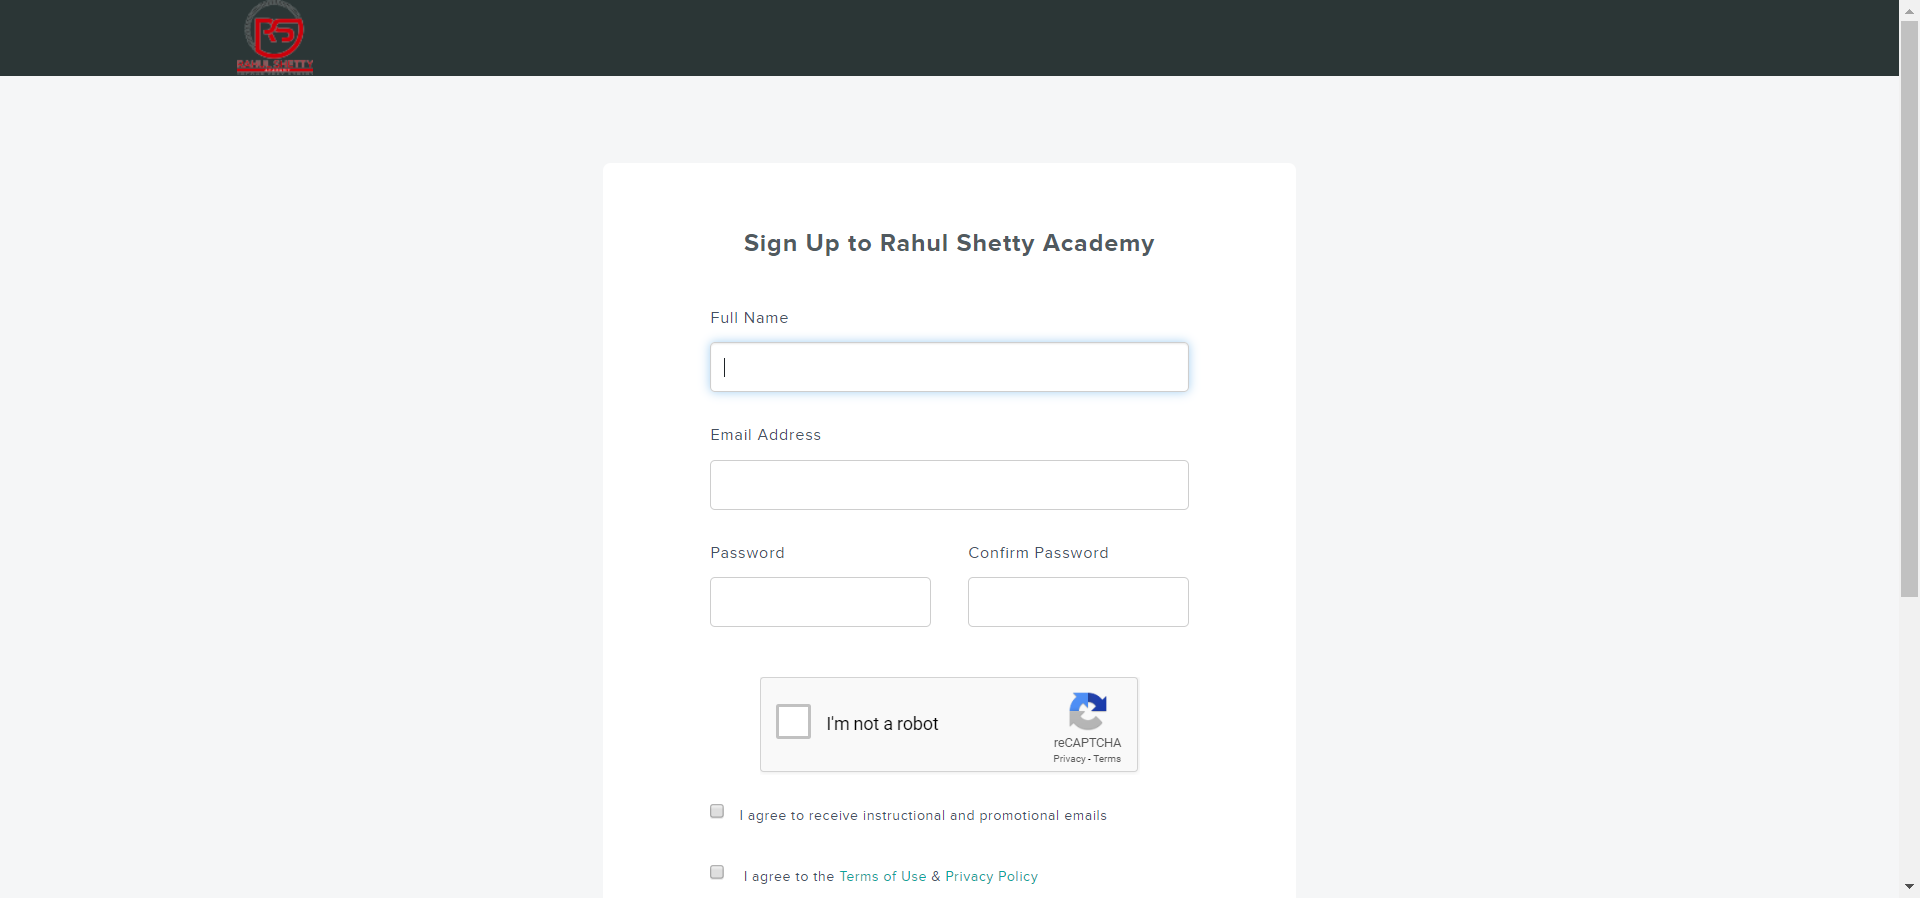 RAHUL SHETTY
ACADEMY
Sign Up to Rahul Shetty Academy
Full Name
Email Address
Password Confirm Password
I'm not a robot
reCAPTCHA
Privacy - Terms
I agree to receive instructional and promotional emails
I agree to the Terms of Use & Privacy Policy